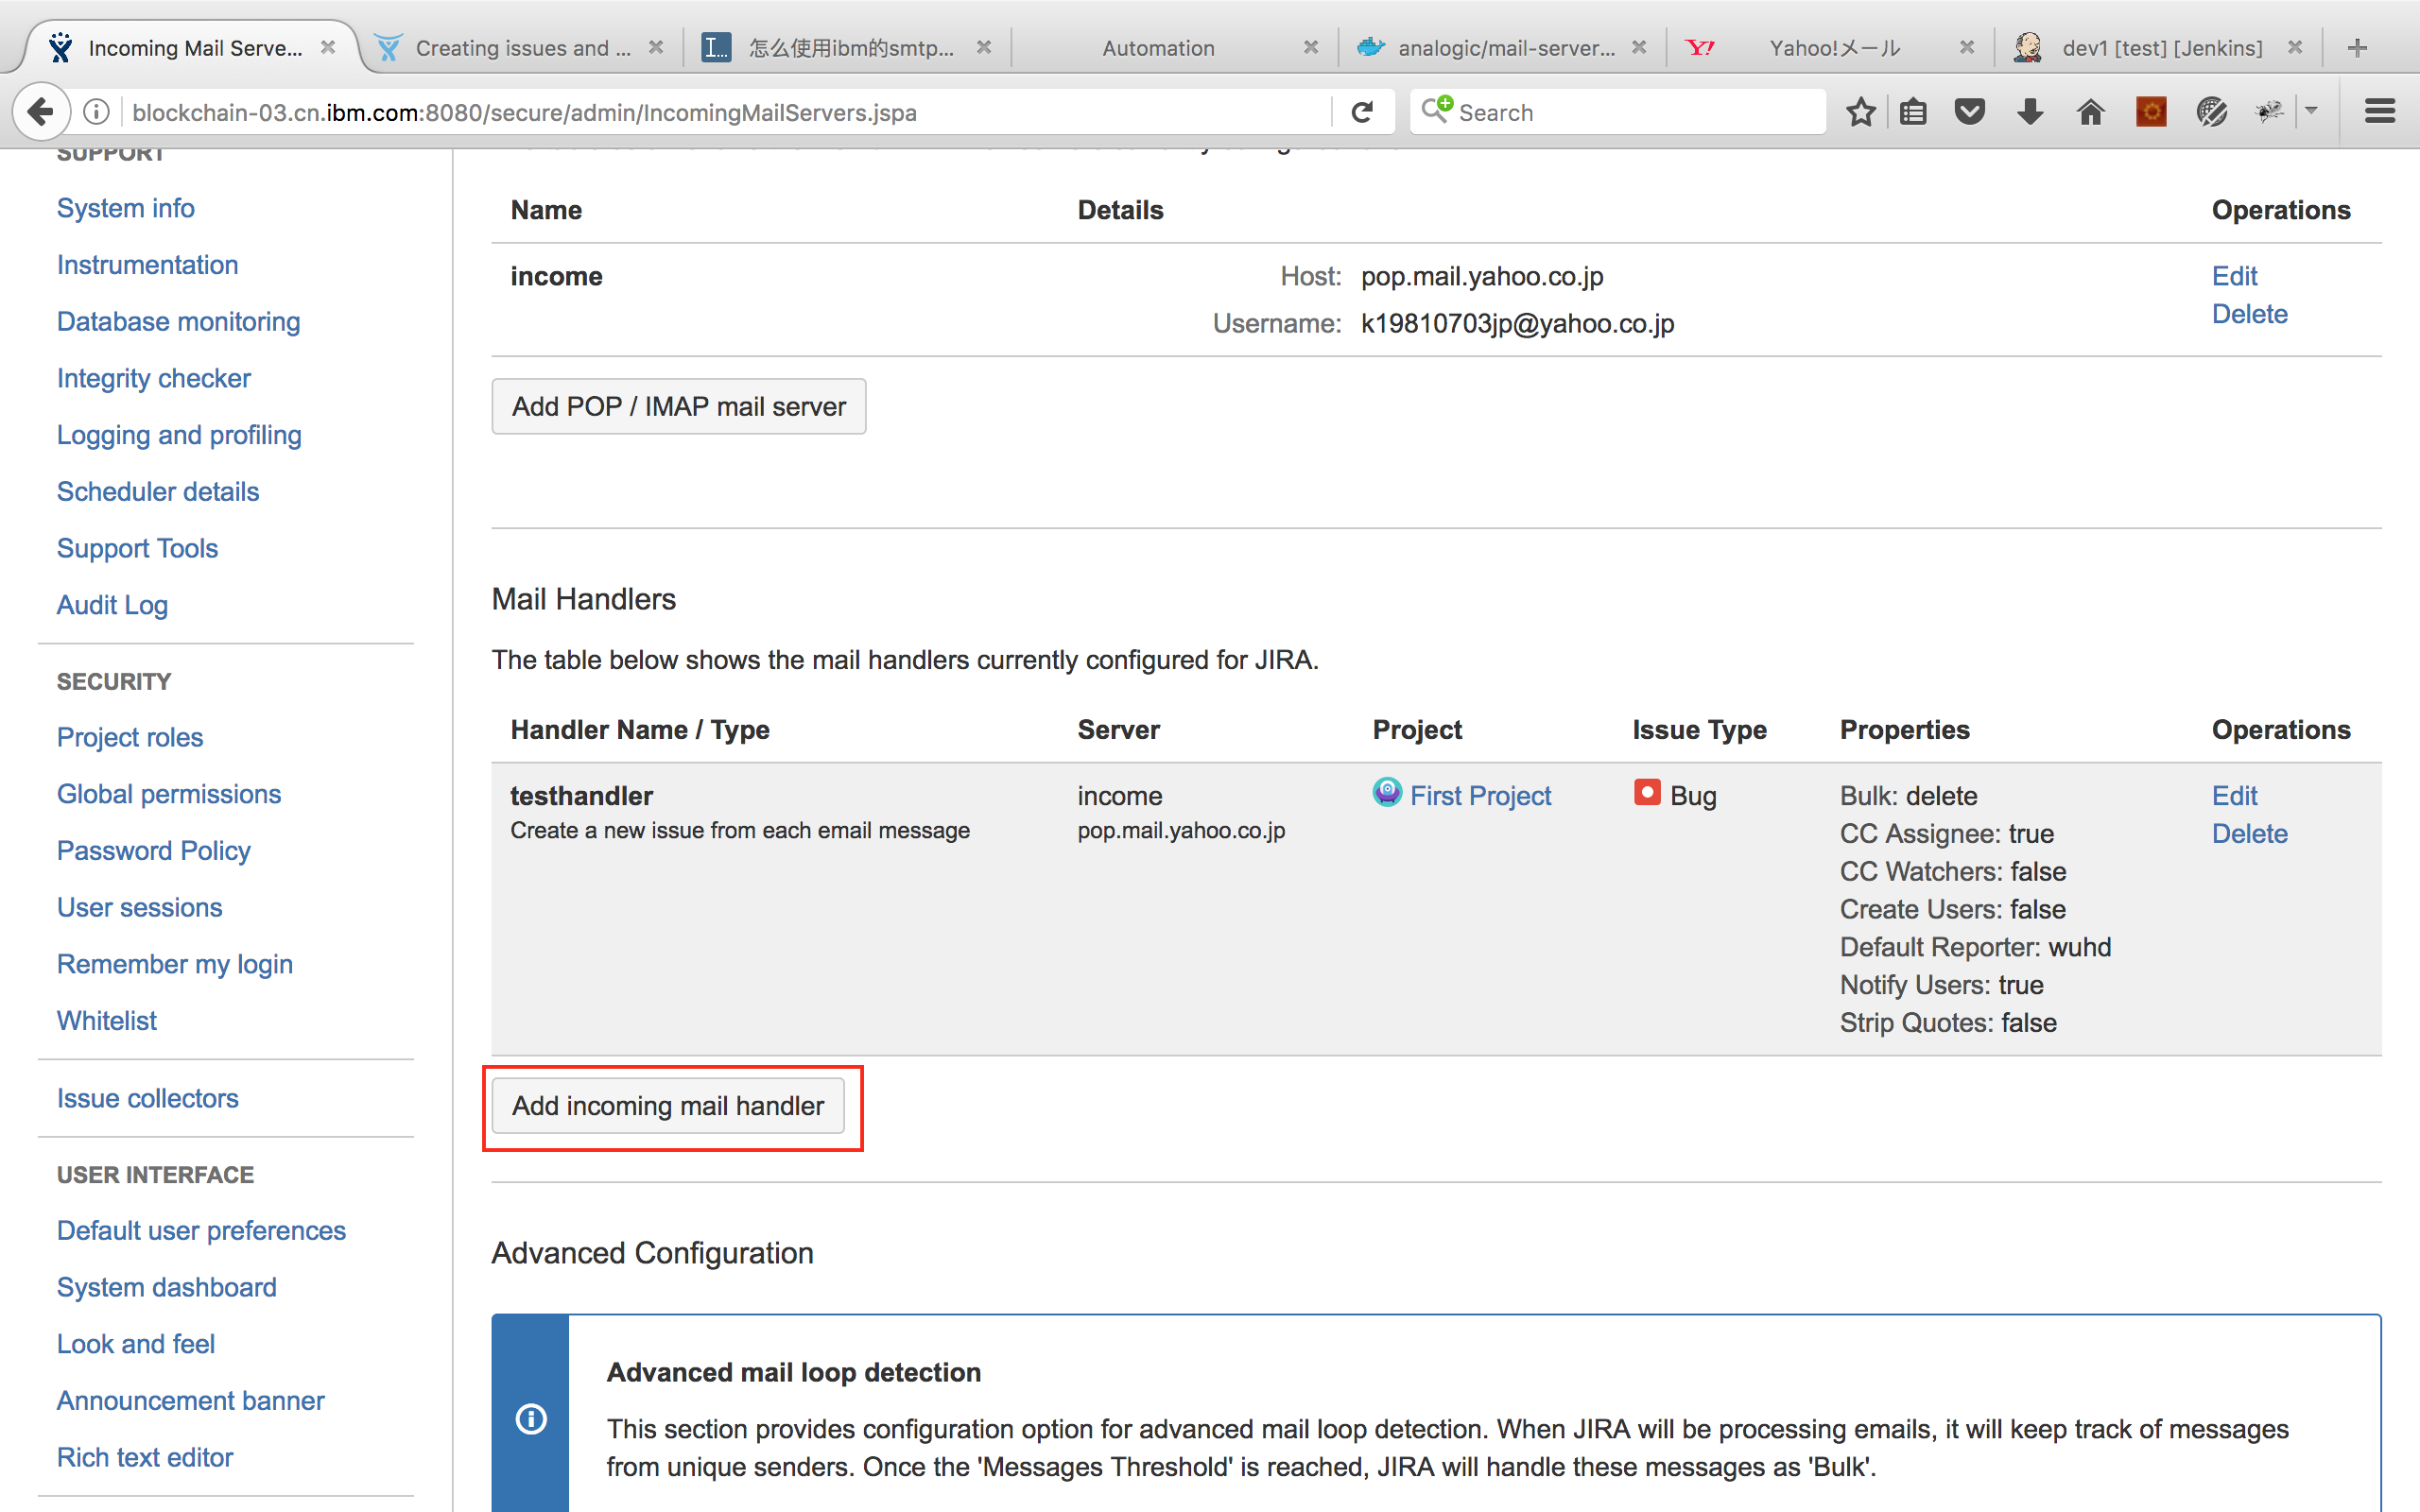 Incoming Mail Serve...
Creating issues and ...
怎么使用ibm的smtp...
Automation
analogic/mail-server...
Yahoo!メール
dev1 [test] [Jenkins]
blockchain-03.cn.ibm.com:8080/secure/admin/IncomingMailServers.jspa
Search
SUPPORT
System info
Instrumentation
Database monitoring
Integrity checker
Logging and profiling
Scheduler details
Support Tools
Audit Log
SECURITY
Project roles
Global permissions
Password Policy
User sessions
Remember my login
Whitelist
Issue collectors
USER INTERFACE
Default user preferences
System dashboard
Look and feel
Announcement banner
Rich text editor
Name Details Operations
income Host: pop.mail.yahoo.co.jp Edit
Username: k19810703jp@yahoo.co.jp Delete
Add POP / IMAP mail server
Mail Handlers
The table below shows the mail handlers currently configured for JIRA.
Handler Name / Type Server Project Issue Type Properties Operations
testhandler income First Project Bug Bulk: delete Edit
Create a new issue from each email message pop.mail.yahoo.co.jp CC Assignee: true Delete
CC Watchers: false
Create Users: false
Default Reporter: wuhd
Notify Users: true
Strip Quotes: false
Add incoming mail handler
Advanced Configuration
Advanced mail loop detection
This section provides configuration option for advanced mail loop detection. When JIRA will be processing emails, it will keep track of messages
from unique senders. Once the 'Messages Threshold' is reached, JIRA will handle these messages as 'Bulk'.